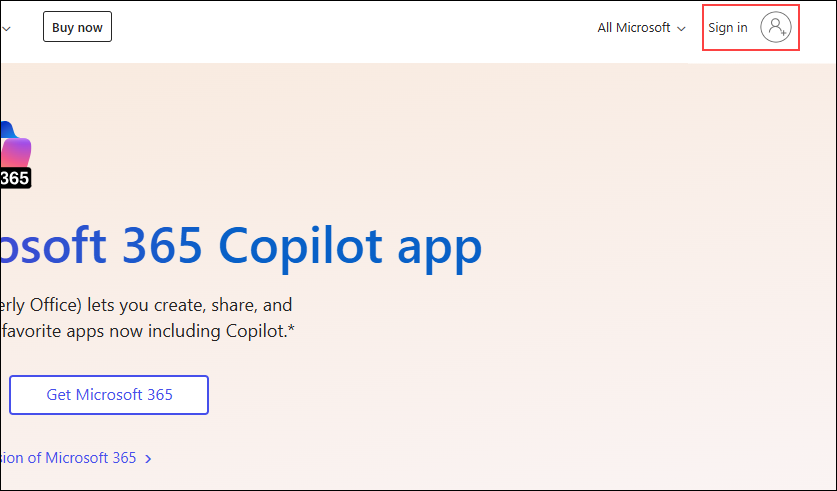 Buy now
All Microsoft
Sign in
365
osoft 365 Copilot app
erly Office) lets you create, share, and
favorite apps now including Copilot.*
Get Microsoft 365
sion of Microsoft 365